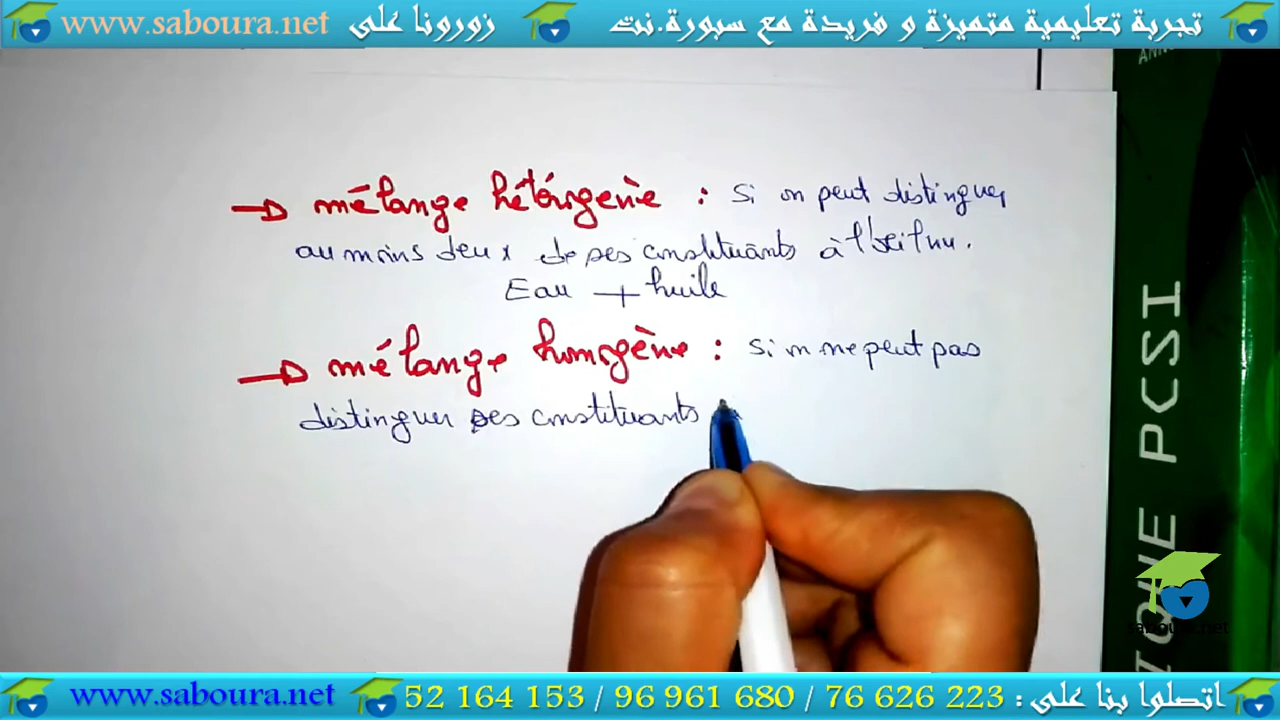 www.saboura.net زورونا على تجربة تعليمية متميزة و فريدة مع سبورة.نت
→ mélange hétérogène : Si on peut distinguer
au moins deux de ses constituants à l'œil nu.
Eau + huile
→ mélange homogène : Si on ne peut pas
distinguer ses constituants
PCSI
saboura.net
www.saboura.net 52 164 153 / 96 961 680 / 76 626 223 : اتصلوا بنا على